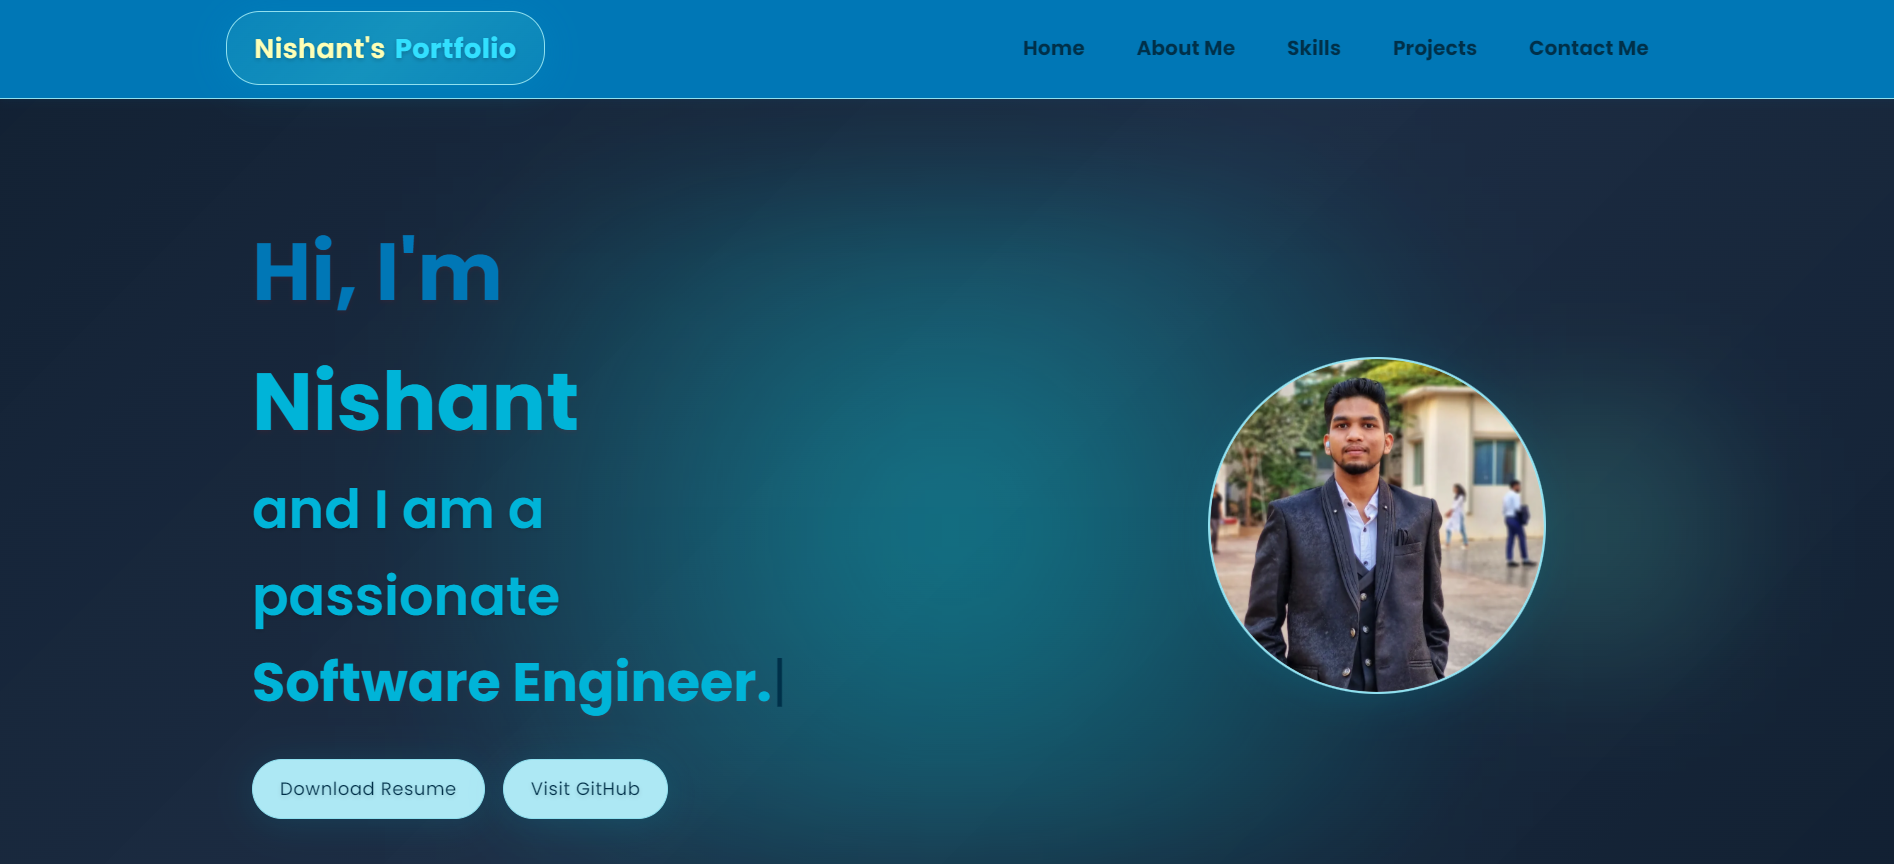 Nishant's Portfolio
Home About Me Skills Projects Contact Me
Hi, I'm
Nishant
and I am a
passionate
Software Engineer.
Download Resume Visit GitHub